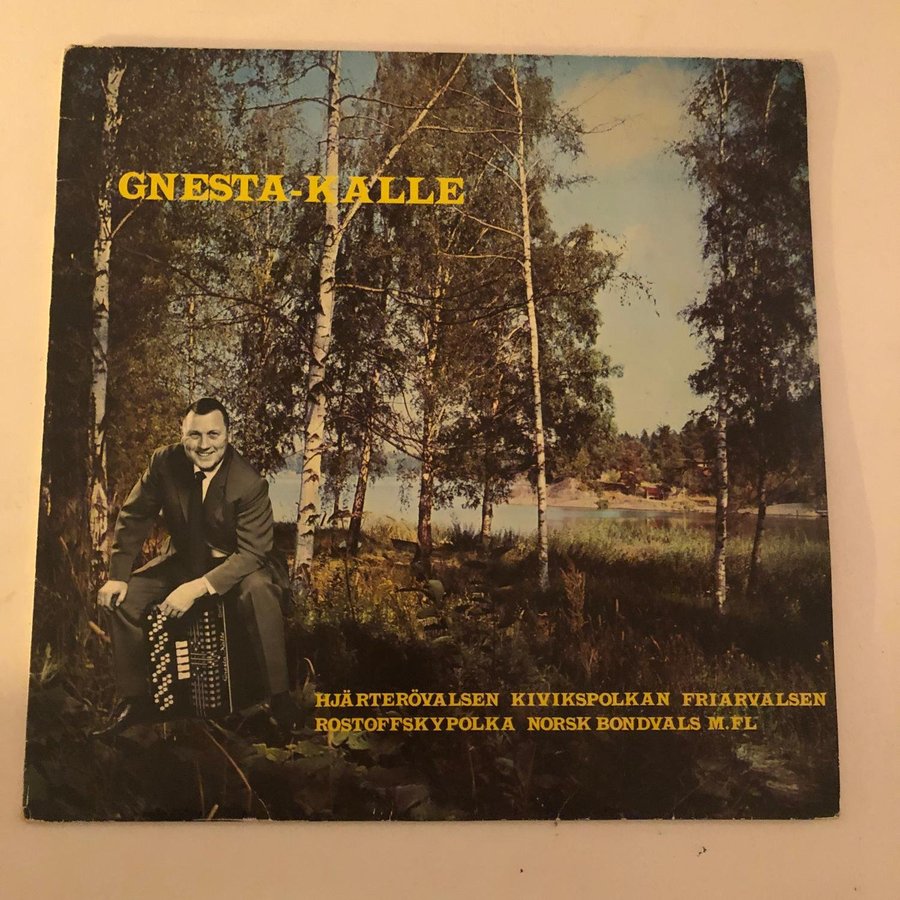 GNESTA-KALLE
HJÄRTERÖVALSEN KIVIKSPOLKAN FRIARVALSEN
ROSTOFFSKYPOLKA NORSK BONDVALS M.FL